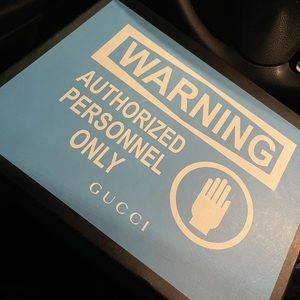 WARNING
AUTHORIZED
PERSONNEL
ONLY
GUCCI